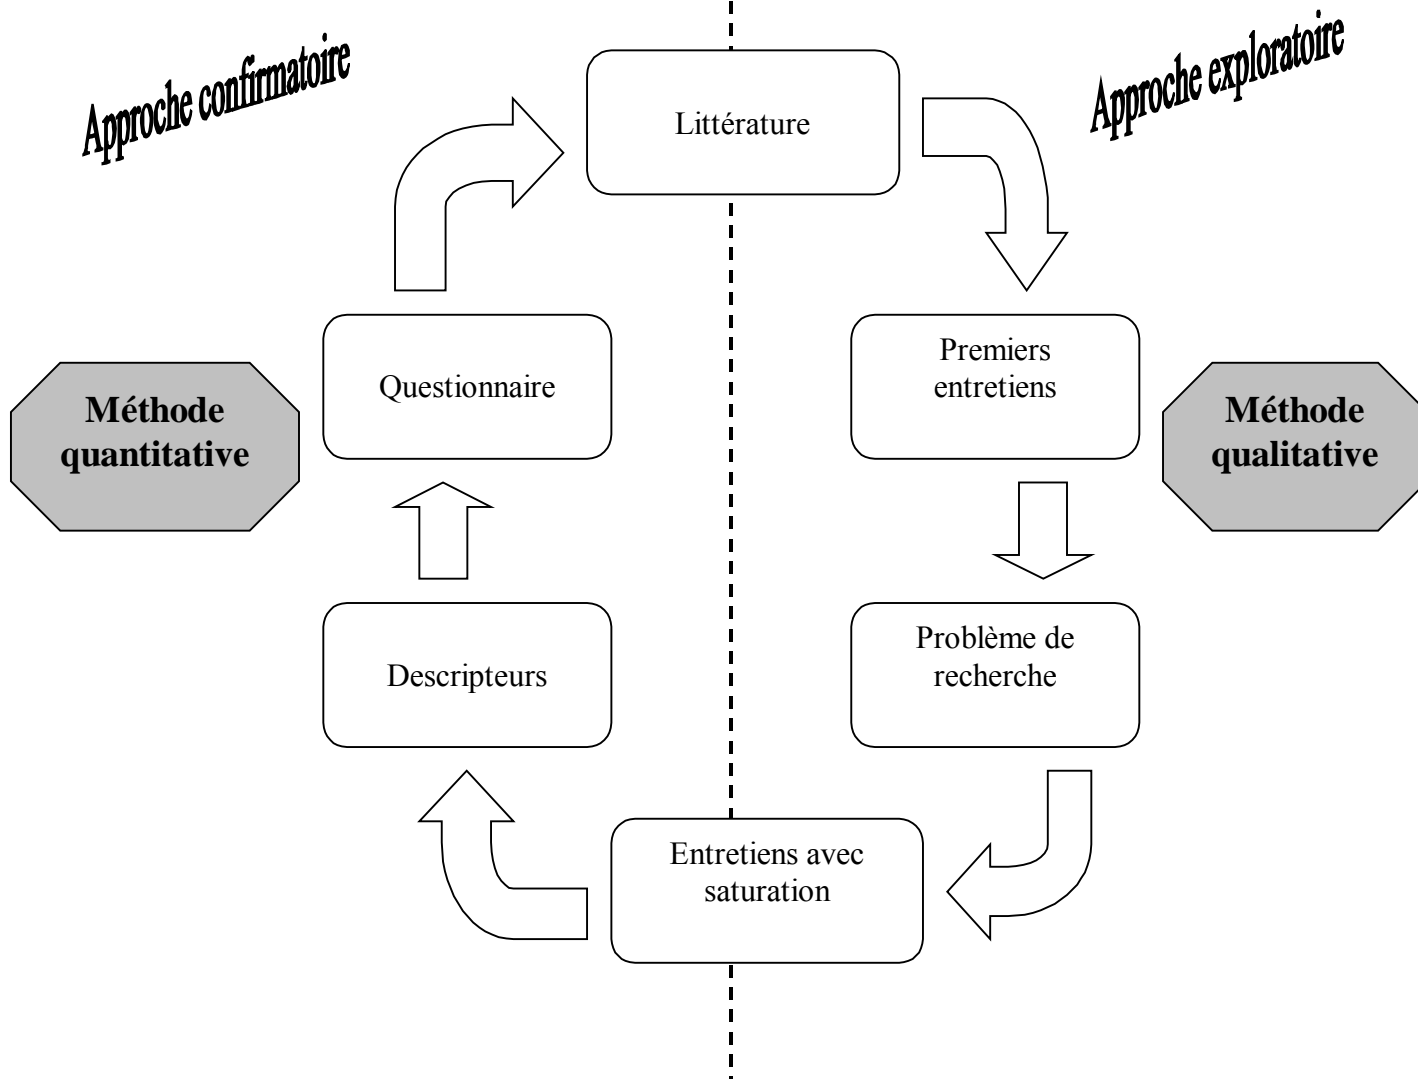 Approche confirmatoire
Approche exploratoire
Littérature
Questionnaire
Premiers
entretiens
Méthode
quantitative
Méthode
qualitative
Descripteurs
Problème de
recherche
Entretiens avec
saturation